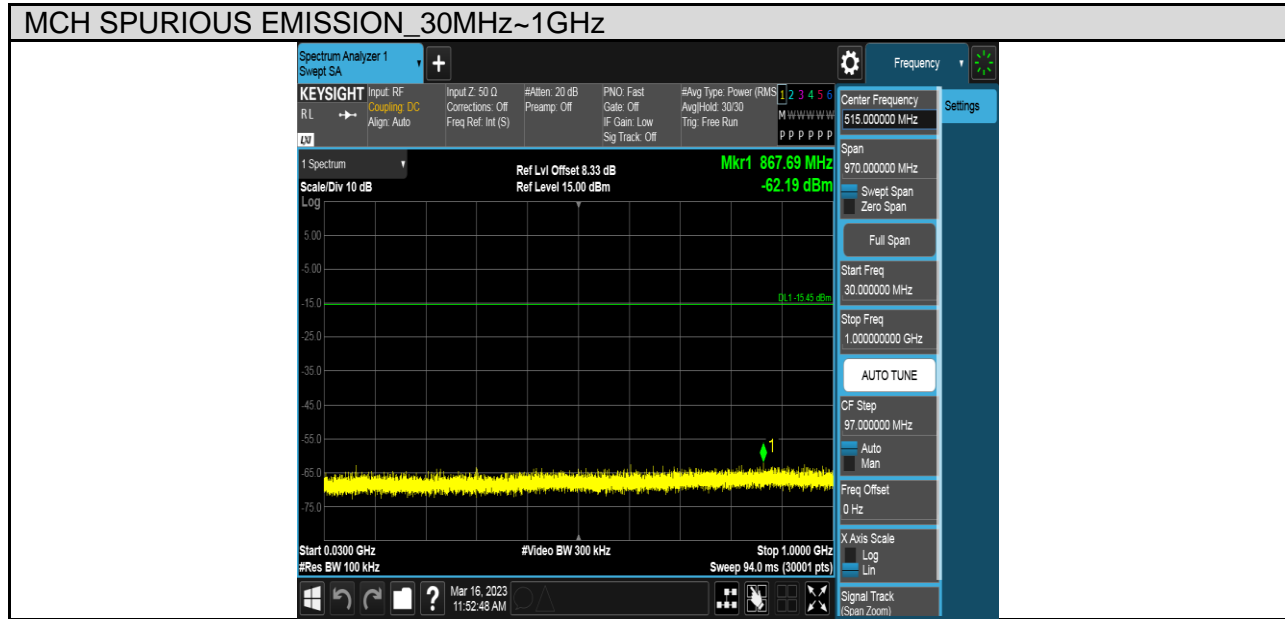 MCH SPURIOUS EMISSION_30MHz~1GHz
Spectrum Analyzer 1
Swept SA
+
Frequency
KEYSIGHT
RL
LXI
Input: RF
Coupling: DC
Align: Auto
Input Z: 50 Ω
Corrections: Off
Freq Ref: Int (S)
#Atten: 20 dB
Preamp: Off
PNO: Fast
Gate: Off
IF Gain: Low
Sig Track: Off
#Avg Type: Power (RMS
Avg|Hold: 30/30
Trig: Free Run
1 2 3 4 5 6
M W W W W W
P P P P P P
1 Spectrum
Scale/Div 10 dB
Log
Ref Lvl Offset 8.33 dB
Ref Level 15.00 dBm
Mkr1 867.69 MHz
-62.19 dBm
5.00
-5.00
-15.0
DL1 -15.45 dBm
-25.0
-35.0
-45.0
-55.0
1
-65.0
-75.0
Start 0.0300 GHz
#Video BW 300 kHz
Stop 1.0000 GHz
#Res BW 100 kHz
Sweep 94.0 ms (30001 pts)
?
Mar 16, 2023
11:52:48 AM
Center Frequency
515.000000 MHz
Settings
Span
970.000000 MHz
Swept Span
Zero Span
Full Span
Start Freq
30.000000 MHz
Stop Freq
1.000000000 GHz
AUTO TUNE
CF Step
97.000000 MHz
Auto
Man
Freq Offset
0 Hz
X Axis Scale
Log
Lin
Signal Track
(Span Zoom)